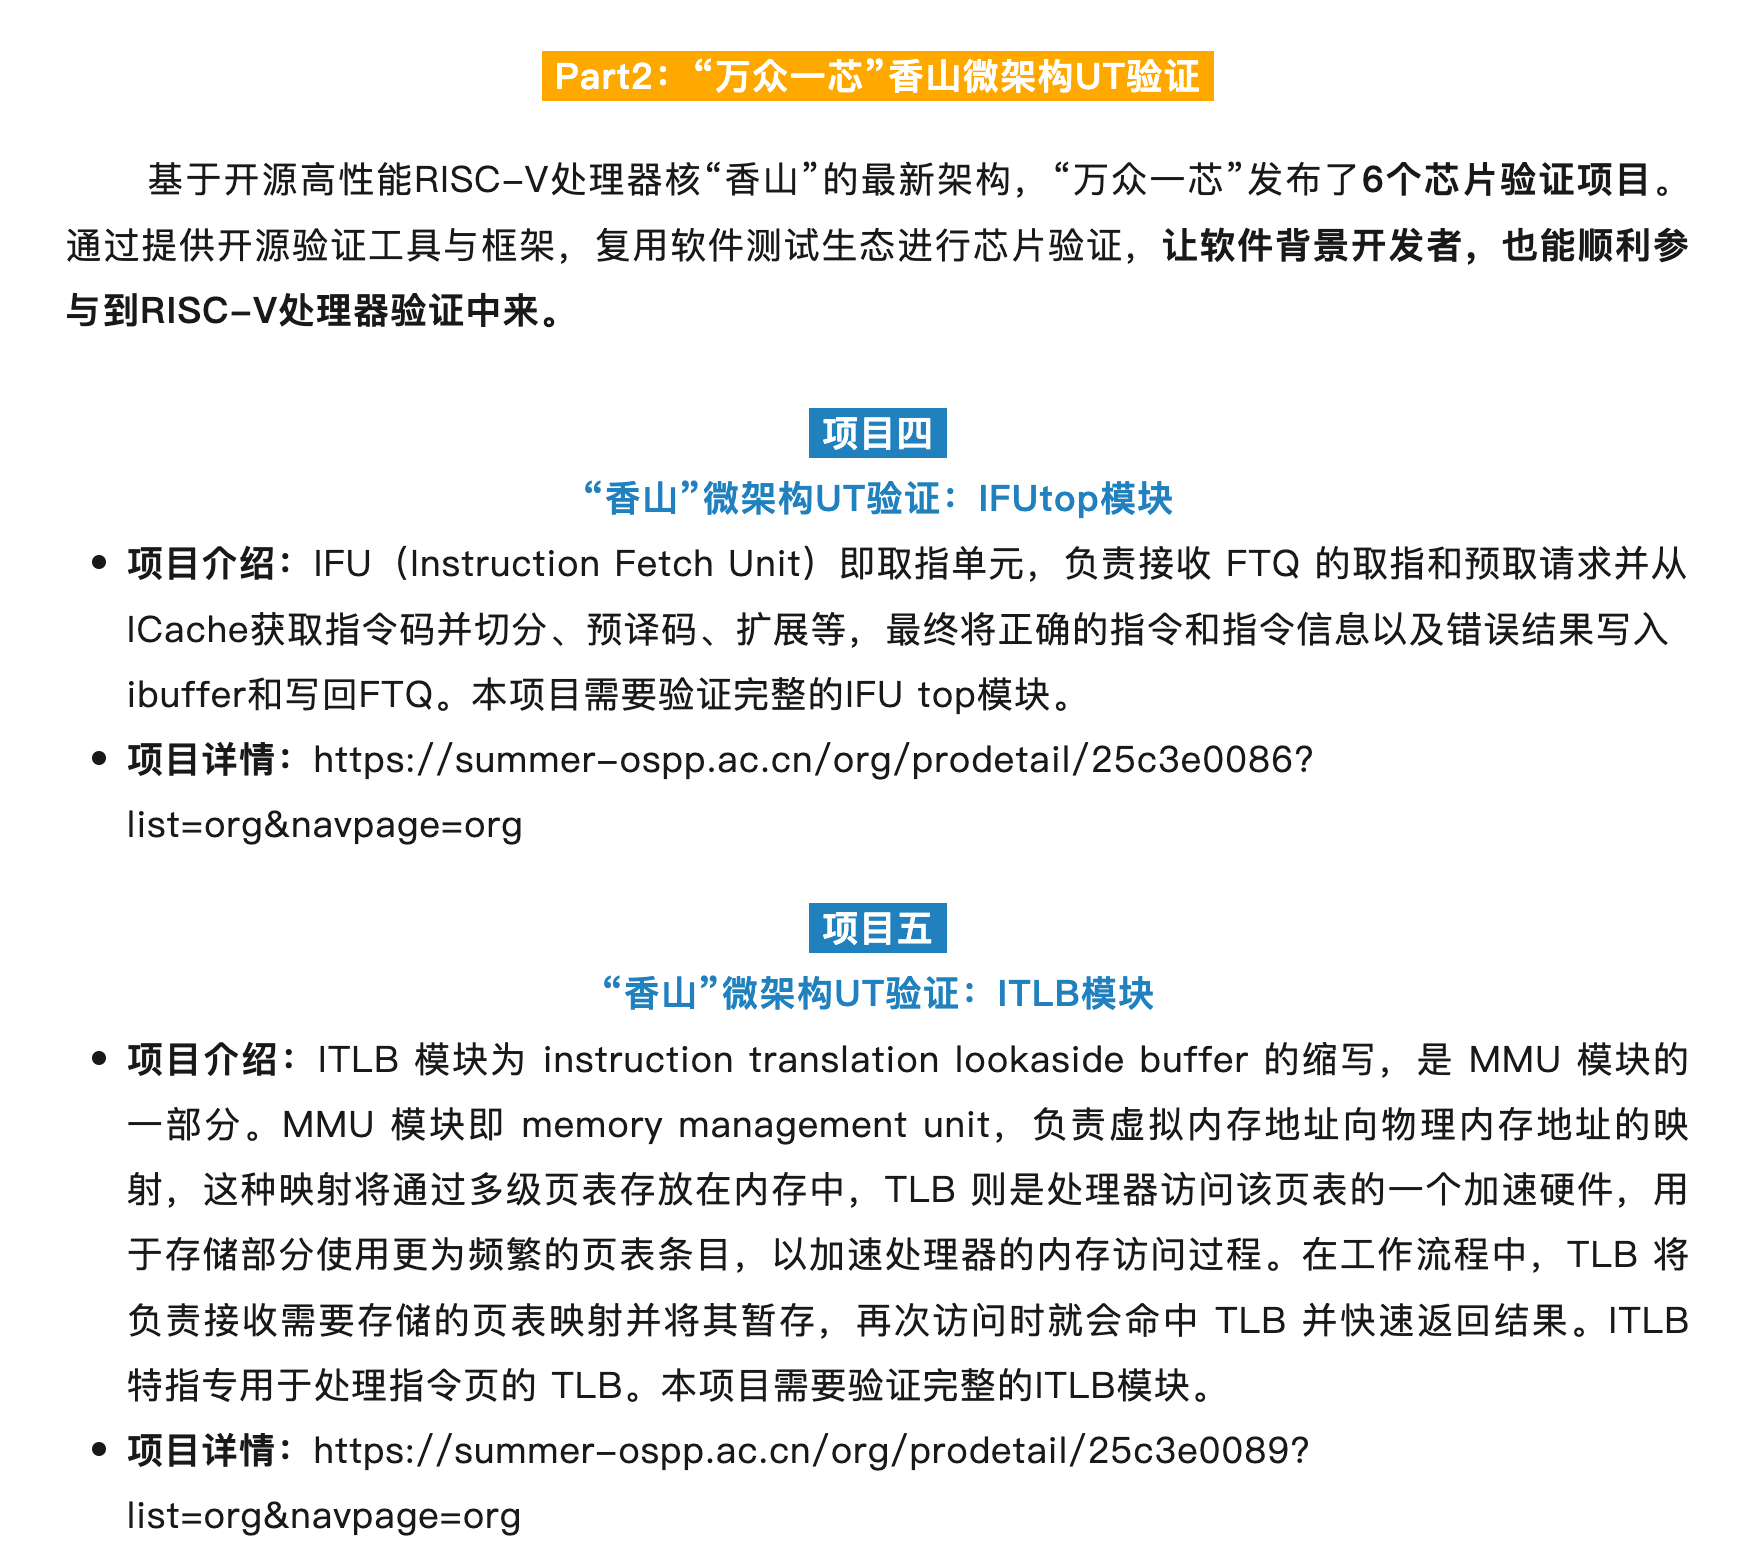 Part2：“万众一芯”香山微架构UT验证
基于开源高性能RISC-V处理器核“香山”的最新架构，“万众一芯”发布了6个芯片验证项目。
通过提供开源验证工具与框架，复用软件测试生态进行芯片验证，让软件背景开发者，也能顺利参
与到RISC-V处理器验证中来。
项目四
“香山”微架构UT验证：IFUtop模块
• 项目介绍：IFU（Instruction Fetch Unit）即取指单元，负责接收 FTQ 的取指和预取请求并从
ICache获取指令码并切分、预译码、扩展等，最终将正确的指令和指令信息以及错误结果写入
ibuffer和写回FTQ。本项目需要验证完整的IFU top模块。
• 项目详情：https://summer-ospp.ac.cn/org/prodetail/25c3e0086?
list=org&navpage=org
项目五
“香山”微架构UT验证：ITLB模块
• 项目介绍：ITLB 模块为 instruction translation lookaside buffer 的缩写，是 MMU 模块的
一部分。MMU 模块即 memory management unit，负责虚拟内存地址向物理内存地址的映
射，这种映射将通过多级页表存放在内存中，TLB 则是处理器访问该页表的一个加速硬件，用
于存储部分使用更为频繁的页表条目，以加速处理器的内存访问过程。在工作流程中，TLB 将
负责接收需要存储的页表映射并将其暂存，再次访问时就会命中 TLB 并快速返回结果。ITLB
特指专用于处理指令页的 TLB。本项目需要验证完整的ITLB模块。
• 项目详情：https://summer-ospp.ac.cn/org/prodetail/25c3e0089?
list=org&navpage=org